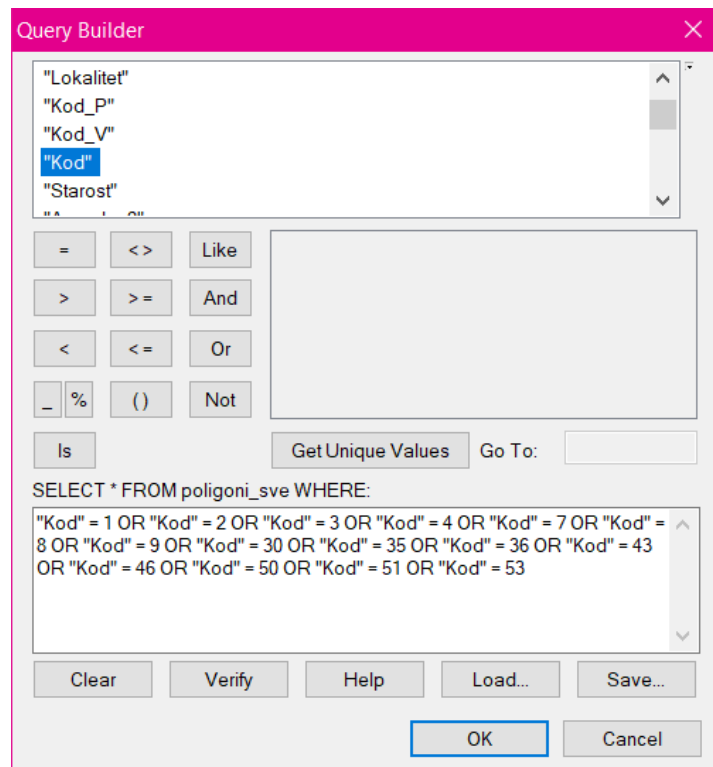 Query Builder
"Lokalitet"
"Kod_P"
"Kod_V"
"Kod"
"Starost"
= <> Like
> >= And
< <= Or
_ % () Not
Is Get Unique Values Go To:
SELECT * FROM poligoni_sve WHERE:
"Kod" = 1 OR "Kod" = 2 OR "Kod" = 3 OR "Kod" = 4 OR "Kod" = 7 OR "Kod" =
8 OR "Kod" = 9 OR "Kod" = 30 OR "Kod" = 35 OR "Kod" = 36 OR "Kod" = 43
OR "Kod" = 46 OR "Kod" = 50 OR "Kod" = 51 OR "Kod" = 53
Clear Verify Help Load... Save...
OK Cancel